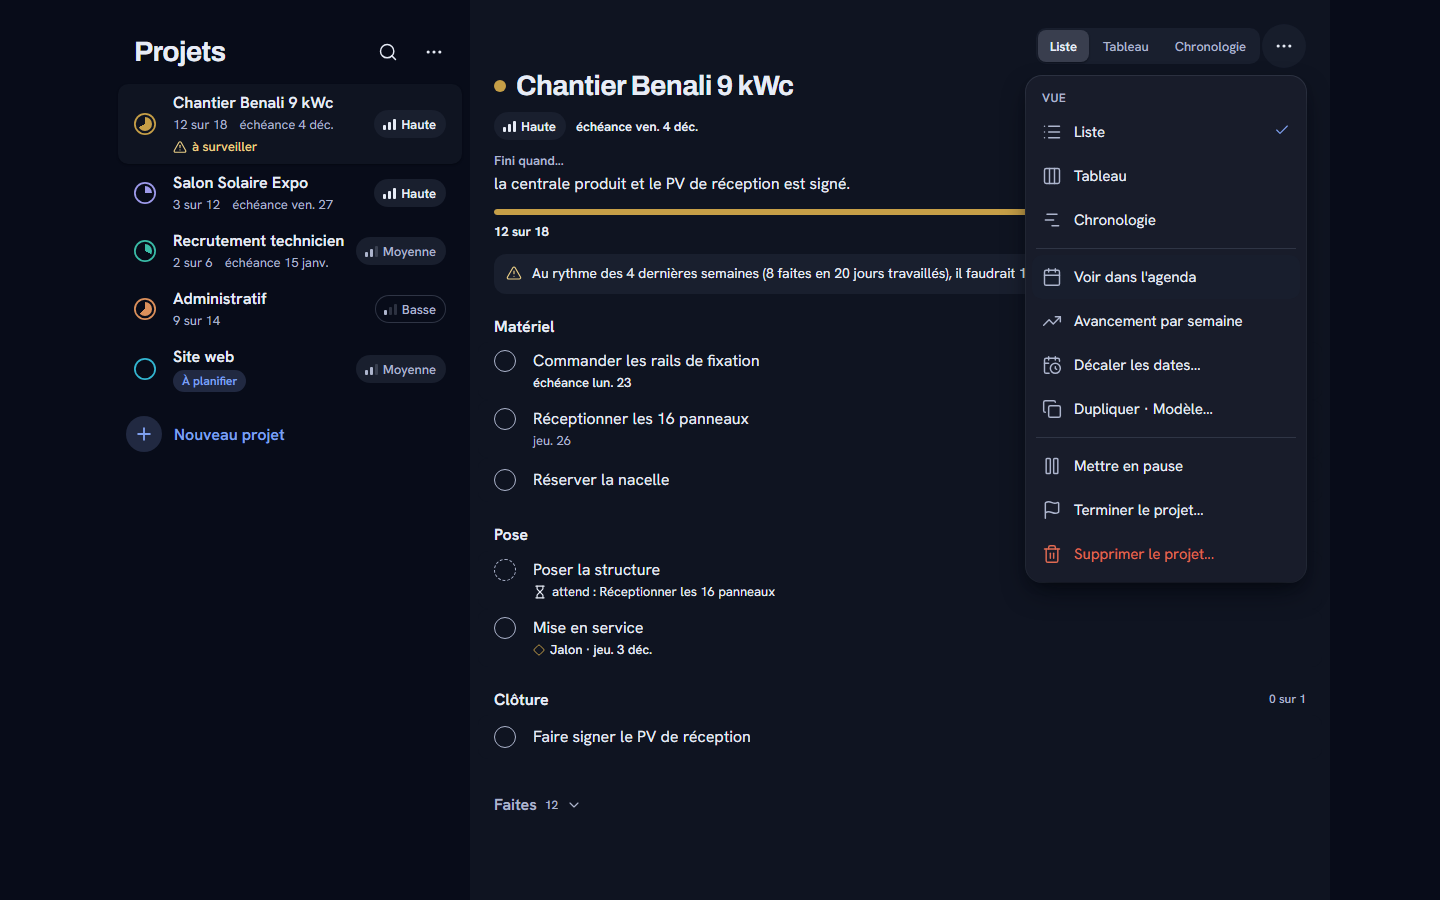 Projets
Chantier Benali 9 kWc
12 sur 18 échéance 4 déc.
à surveiller
Haute
Salon Solaire Expo
3 sur 12 échéance ven. 27
Haute
Recrutement technicien
2 sur 6 échéance 15 janv.
Moyenne
Administratif
9 sur 14
Basse
Site web
À planifier
Moyenne
Nouveau projet
Liste Tableau Chronologie
Chantier Benali 9 kWc
Haute échéance ven. 4 déc.
Fini quand...
la centrale produit et le PV de réception est signé.
12 sur 18
Au rythme des 4 dernières semaines (8 faites en 20 jours travaillés), il faudrait 1
Matériel
Commander les rails de fixation
échéance lun. 23
Réceptionner les 16 panneaux
jeu. 26
Réserver la nacelle
Pose
Poser la structure
attend : Réceptionner les 16 panneaux
Mise en service
Jalon · jeu. 3 déc.
Clôture
0 sur 1
Faire signer le PV de réception
Faites 12
VUE
Liste
Tableau
Chronologie
Voir dans l'agenda
Avancement par semaine
Décaler les dates...
Dupliquer · Modèle...
Mettre en pause
Terminer le projet...
Supprimer le projet...